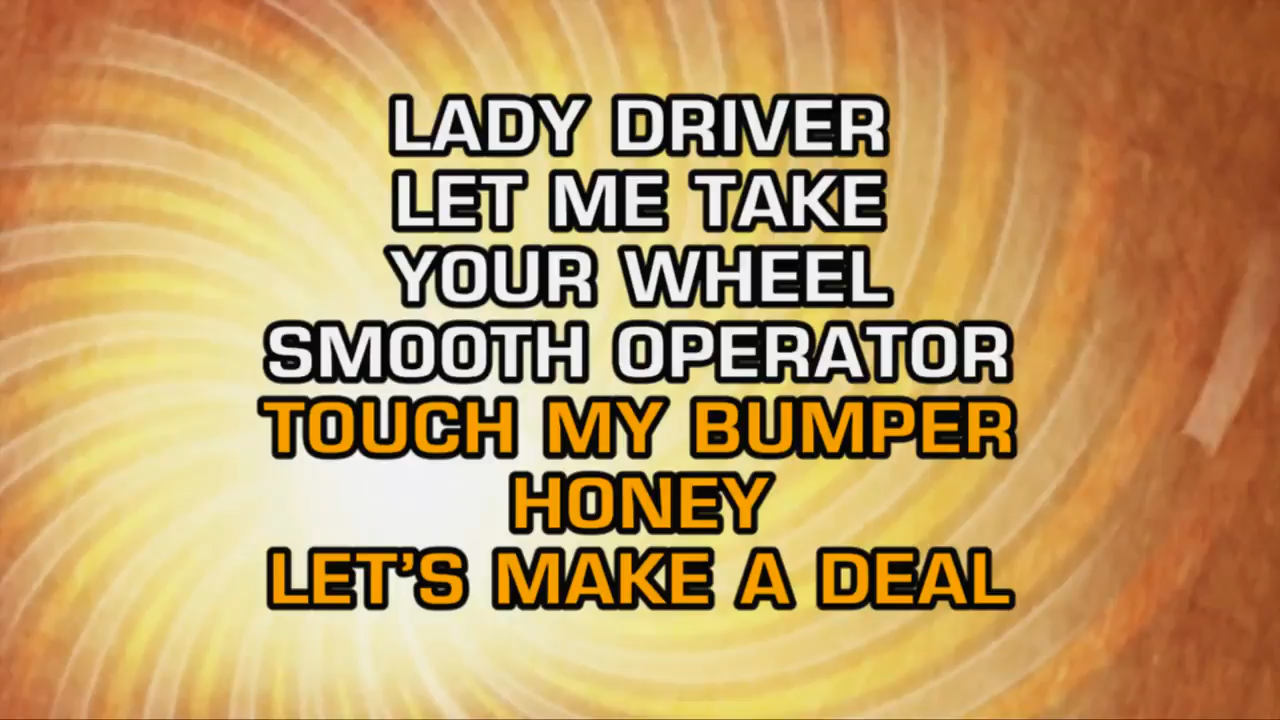 LADY DRIVER
LET ME TAKE
YOUR WHEEL
SMOOTH OPERATOR
TOUCH MY BUMPER
HONEY
LET'S MAKE A DEAL